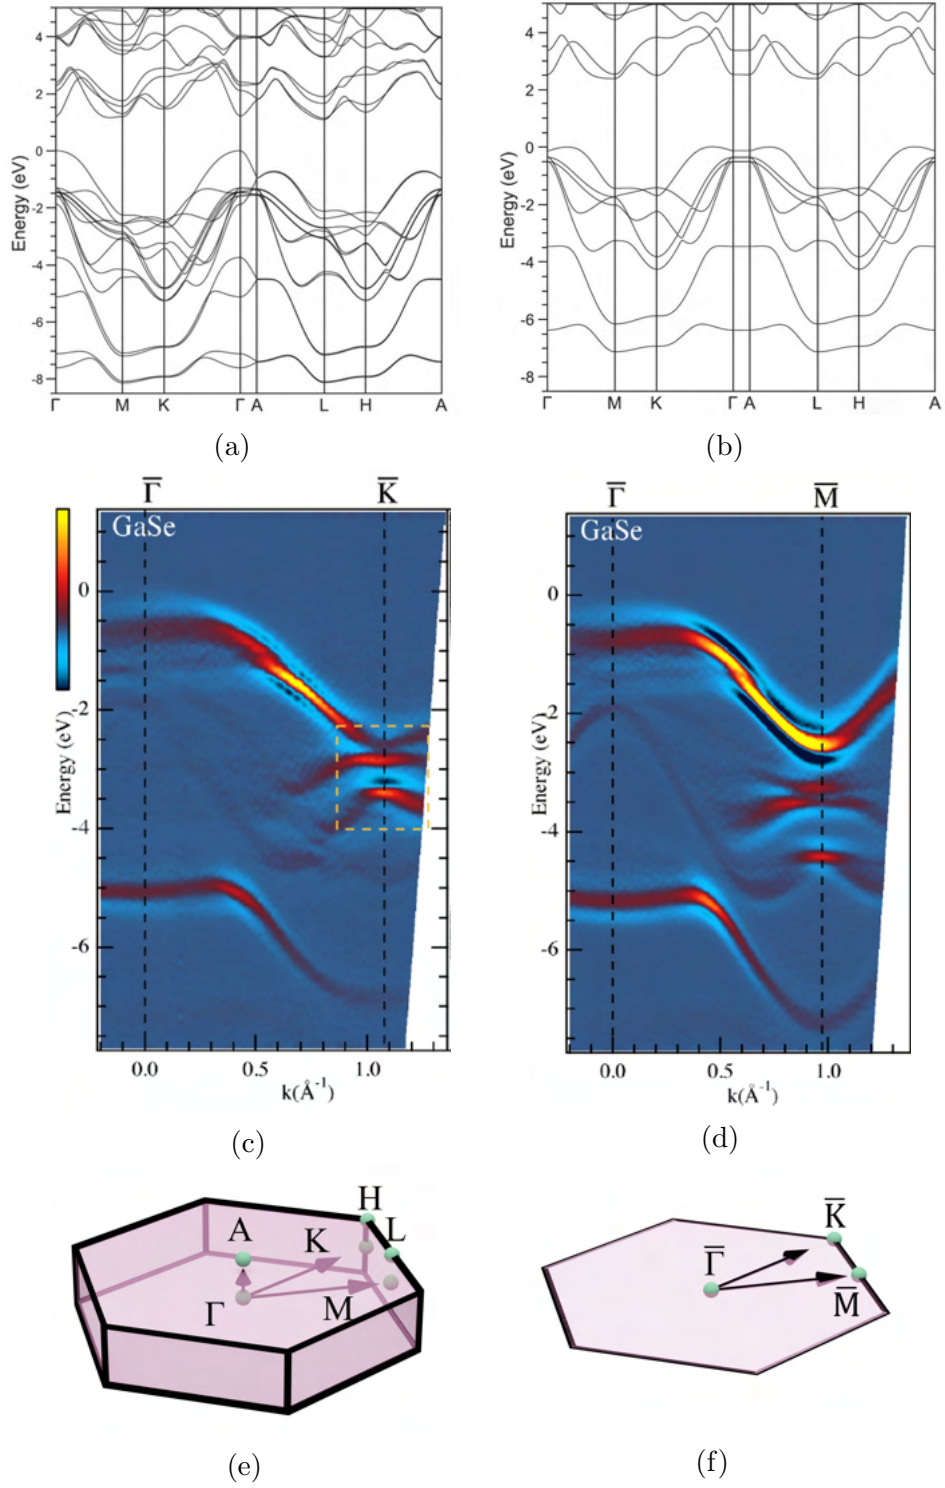 4
2
0
-2
-4
-6
-8
Energy (eV)
Γ M K Γ A L H A
(a)
4
2
0
-2
-4
-6
-8
Energy (eV)
Γ M K Γ A L H A
(b)
Γ̅ K̅
GaSe
0
-2
-4
-6
Energy (eV)
0.0 0.5 1.0
k(Å⁻¹)
(c)
Γ̅ M̅
GaSe
0
-2
-4
-6
Energy (eV)
0.0 0.5 1.0
k(Å⁻¹)
(d)
H
A K L
Γ M
(e)
K̅
Γ̅
M̅
(f)